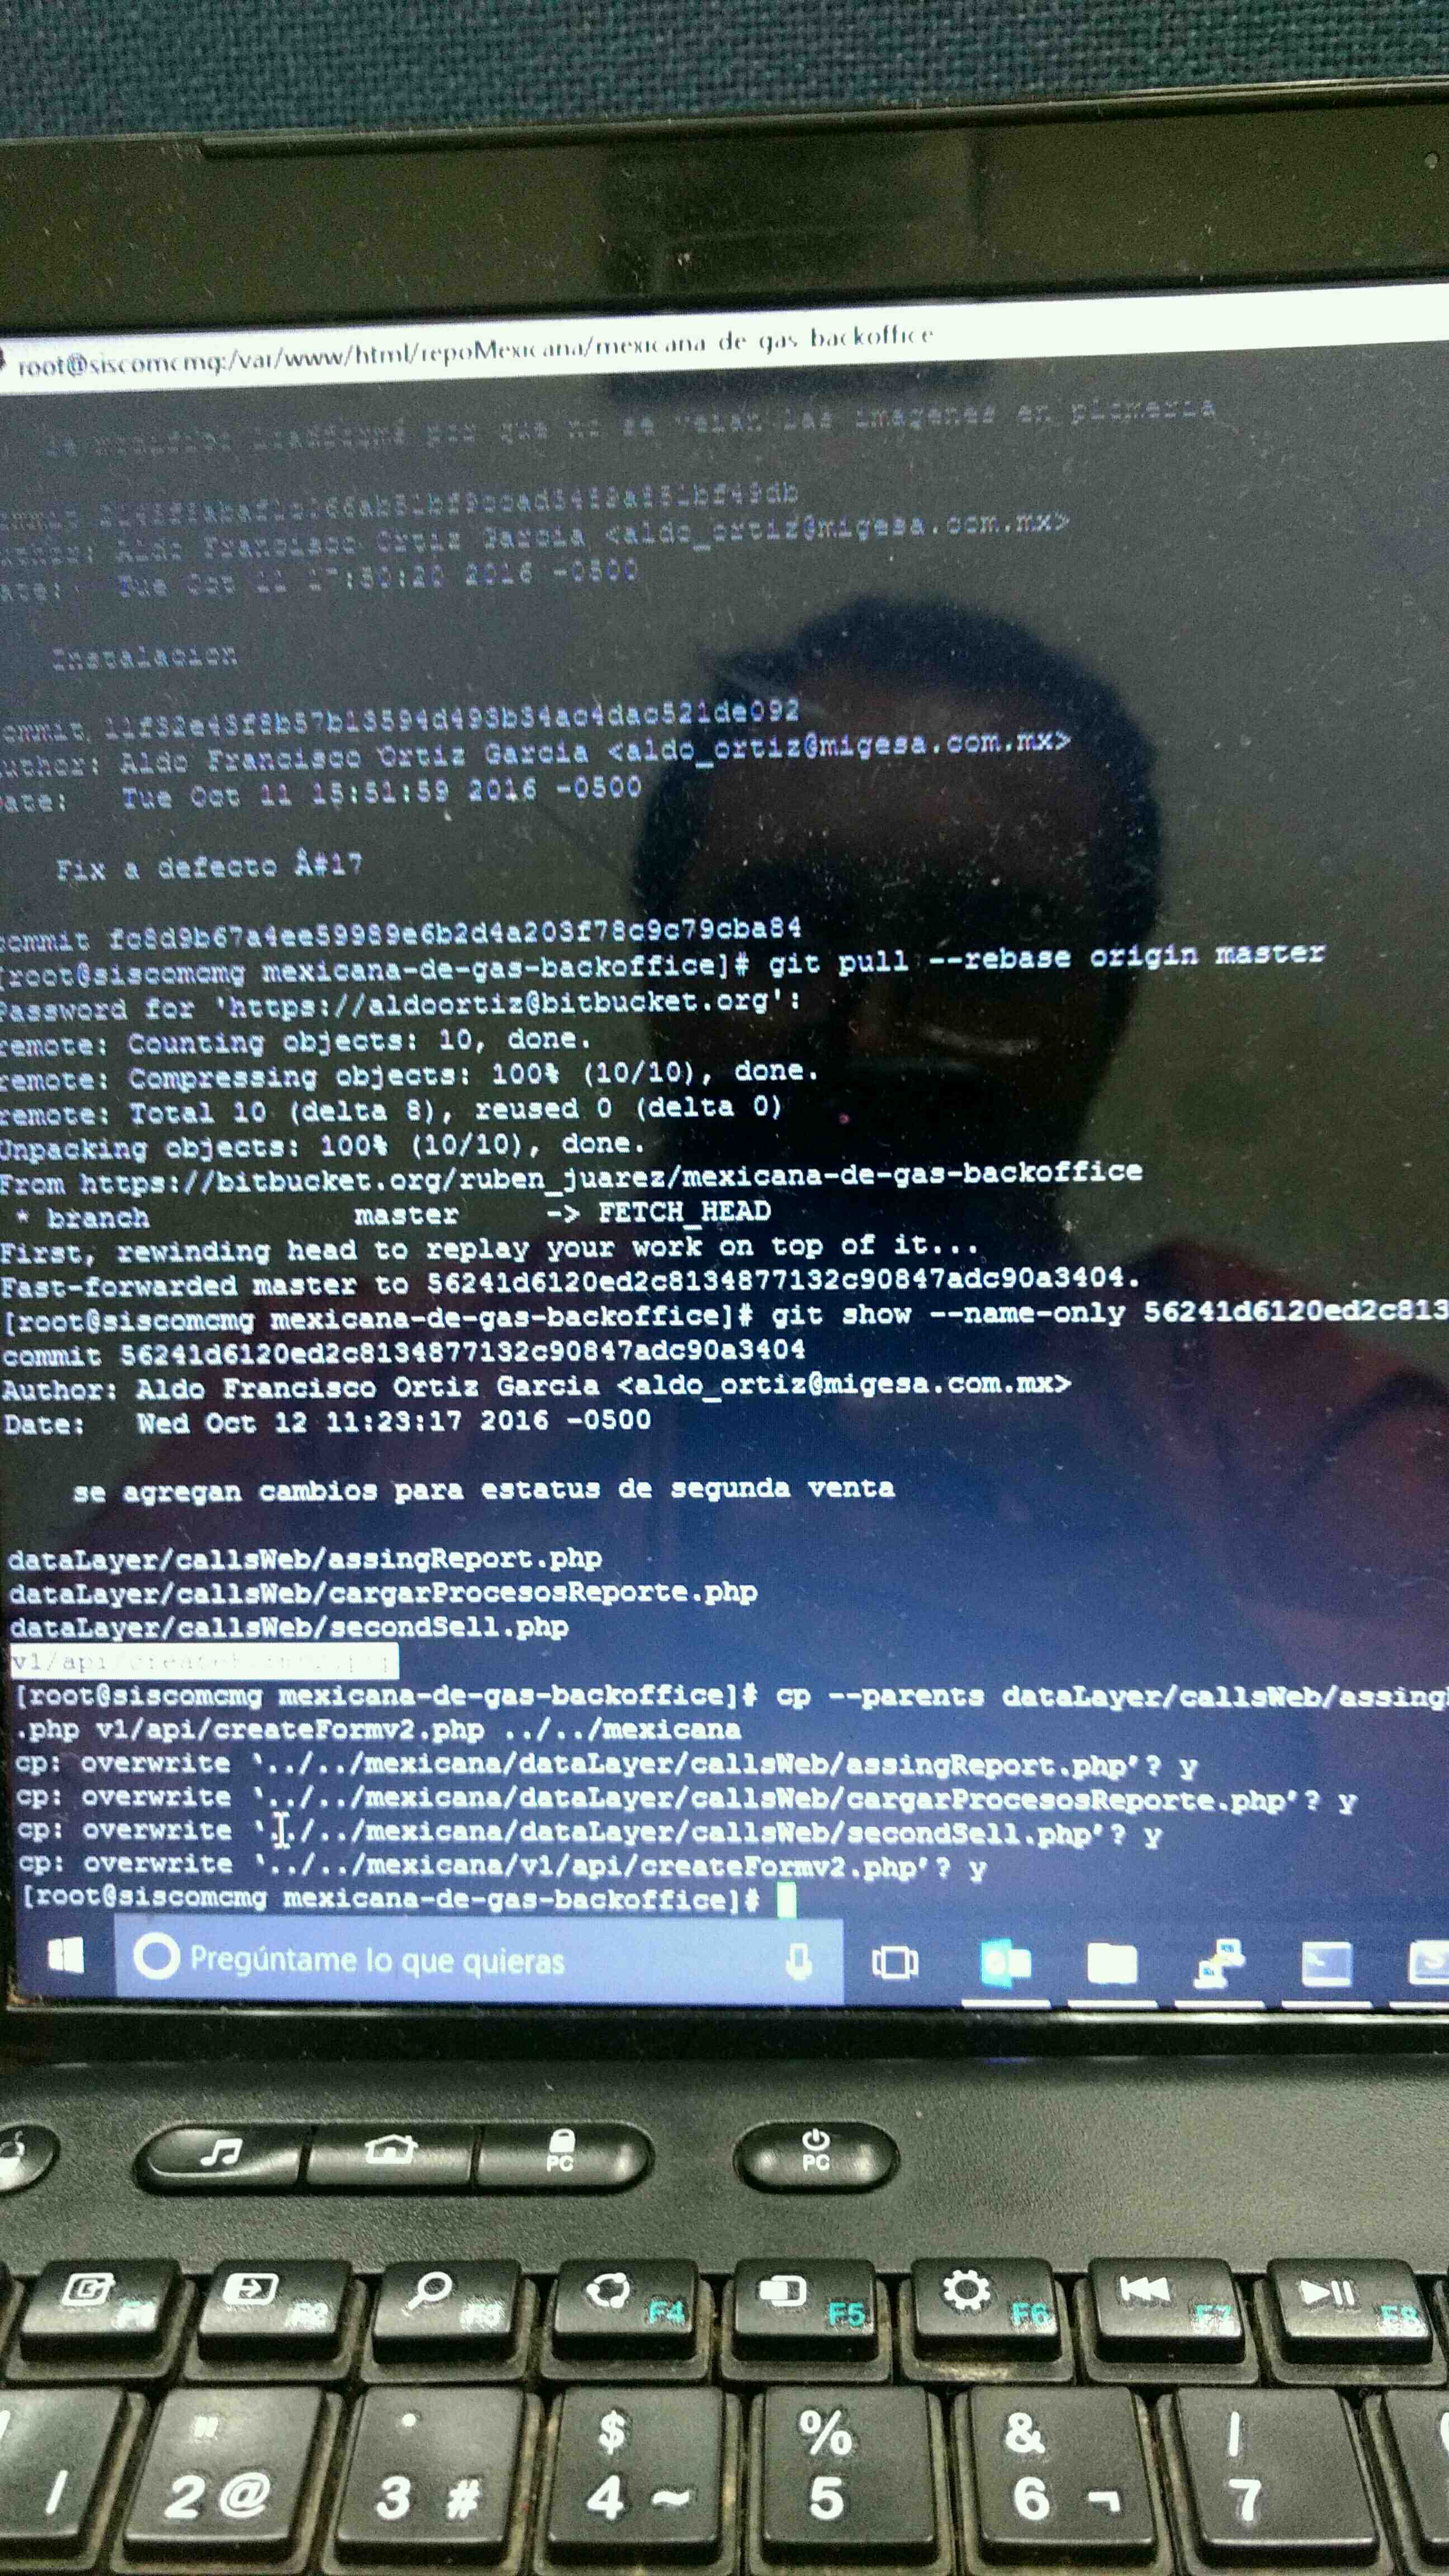 root@siscomcmg:/var/www/html/repoMexicana/mexicana-de-gas-backoffice
que no se veian las imagenes en plomeria
Aldo Francisco Ortiz Garcia <aldo_ortiz@migesa.com.mx>
ate: Tue Oct 11 17:30:20 2016 -0500
Instalacion
ommit 11f32e43f8b57b13594d493b34ac4dac521de092
uthor: Aldo Francisco Ortiz Garcia <aldo_ortiz@migesa.com.mx>
ate: Tue Oct 11 15:51:59 2016 -0500
Fix a defecto Â#17
commit fc8d9b67a4ee59989e6b2d4a203f78c9c79cba84
[root@siscomcmg mexicana-de-gas-backoffice]# git pull --rebase origin master
Password for 'https://aldoortiz@bitbucket.org':
remote: Counting objects: 10, done.
remote: Compressing objects: 100% (10/10), done.
remote: Total 10 (delta 8), reused 0 (delta 0)
Unpacking objects: 100% (10/10), done.
From https://bitbucket.org/ruben_juarez/mexicana-de-gas-backoffice
* branch master -> FETCH_HEAD
First, rewinding head to replay your work on top of it...
Fast-forwarded master to 56241d6120ed2c8134877132c90847adc90a3404.
[root@siscomcmg mexicana-de-gas-backoffice]# git show --name-only 56241d6120ed2c813
commit 56241d6120ed2c8134877132c90847adc90a3404
Author: Aldo Francisco Ortiz Garcia <aldo_ortiz@migesa.com.mx>
Date: Wed Oct 12 11:23:17 2016 -0500
se agregan cambios para estatus de segunda venta
dataLayer/callsWeb/assingReport.php
dataLayer/callsWeb/cargarProcesosReporte.php
dataLayer/callsWeb/secondSell.php
v1/api/createFormv2.php
[root@siscomcmg mexicana-de-gas-backoffice]# cp --parents dataLayer/callsWeb/assing
.php v1/api/createFormv2.php ../../mexicana
cp: overwrite ‘../../mexicana/dataLayer/callsWeb/assingReport.php’? y
cp: overwrite ‘../../mexicana/dataLayer/callsWeb/cargarProcesosReporte.php’? y
cp: overwrite ‘../../mexicana/dataLayer/callsWeb/secondSell.php’? y
cp: overwrite ‘../../mexicana/v1/api/createFormv2.php’? y
[root@siscomcmg mexicana-de-gas-backoffice]#
Pregúntame lo que quieras
PC PC
F1 F2 F3 F4 F5 F6 F7 F8
/ " · $ % & |
/ 2 @ 3 # 4 ~ 5 6 ¬ 7